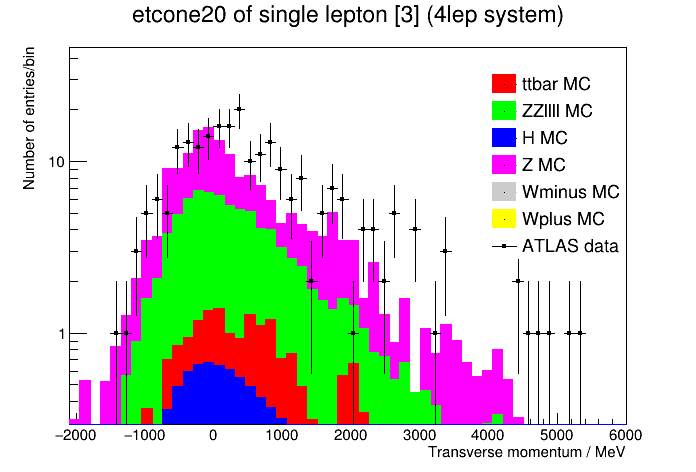 etcone20 of single lepton [3] (4lep system)
Number of entries/bin
10
1
ttbar MC
ZZllll MC
H MC
Z MC
Wminus MC
Wplus MC
ATLAS data
−2000 −1000 0 1000 2000 3000 4000 5000 6000
Transverse momentum / MeV